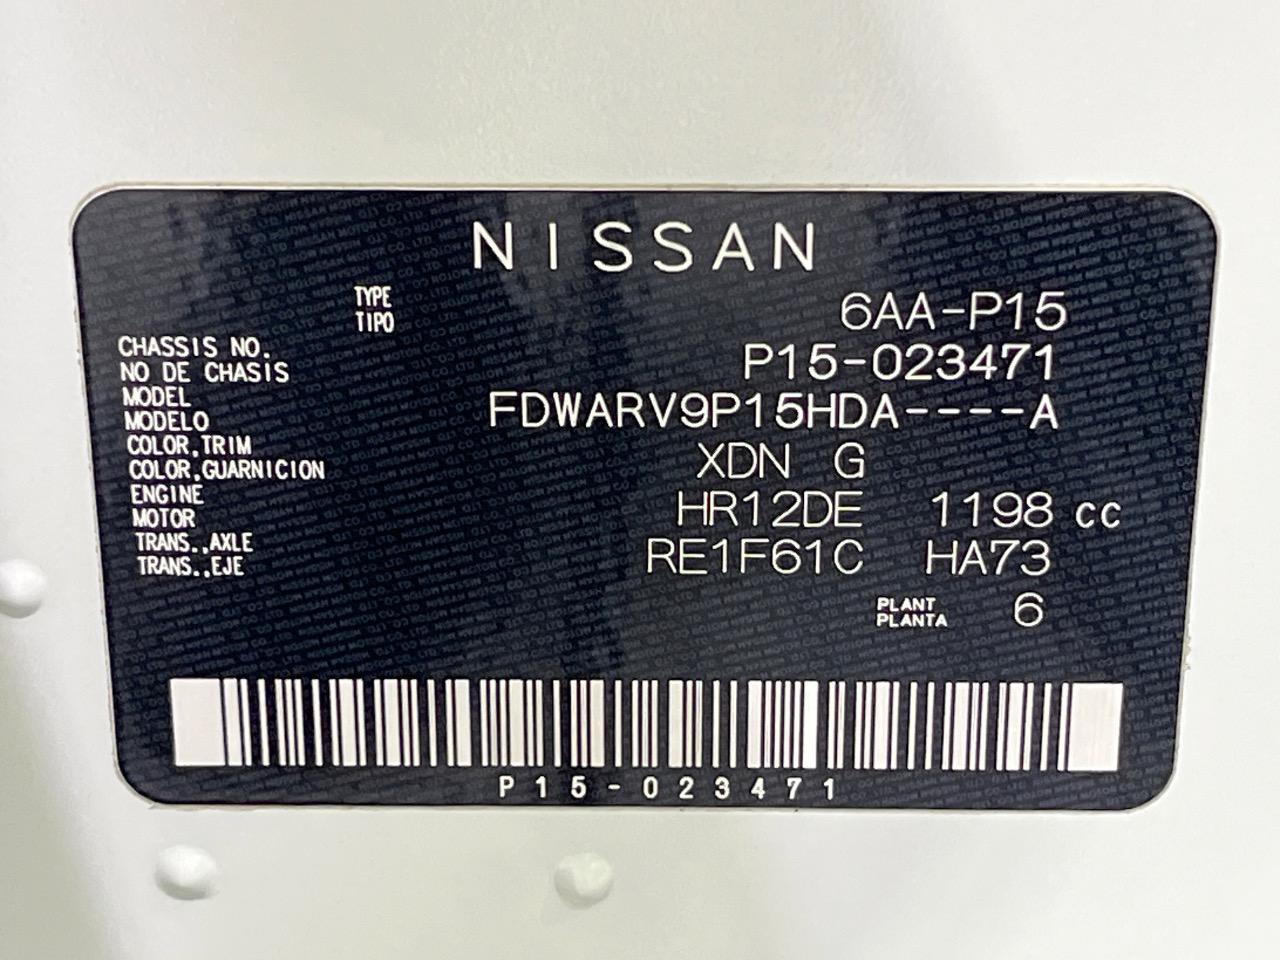 NISSAN
TYPE
TIPO
6AA-P15
CHASSIS NO.
NO DE CHASIS
P15-023471
MODEL
MODELO
FDWARV9P15HDA----A
COLOR,TRIM
COLOR,GUARNICION
XDN G
ENGINE
MOTOR
HR12DE 1198 cc
TRANS.,AXLE
TRANS.,EJE
RE1F61C HA73
PLANT
PLANTA
6
P15-023471